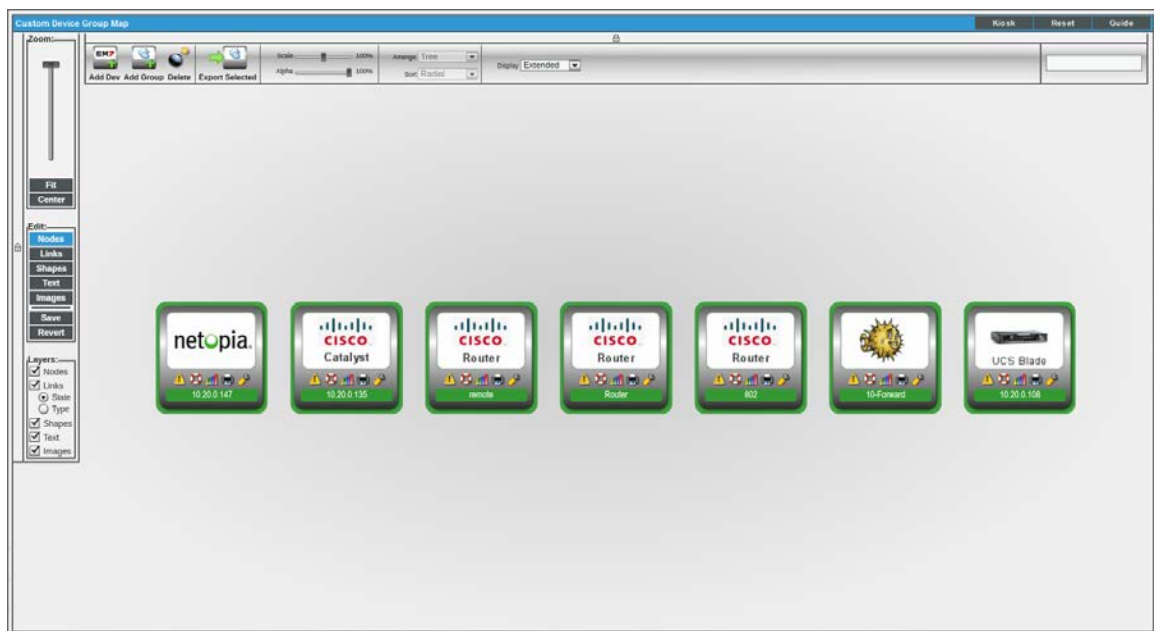 Custom Device Group Map
Kiosk
Reset
Guide
Zoom:
EM7
Add Dev
Add Group
Delete
Export Selected
Scale
100%
Alpha
100%
Arrange
Tree
Sort
Radial
Display
Extended
Fit
Center
Edit:
Nodes
Links
Shapes
Text
Images
Save
Revert
Layers:
Nodes
Links
State
Type
Shapes
Text
Images
netopia.
10.20.0.147
CISCO
Catalyst
10.20.0.135
CISCO
Router
remote
CISCO
Router
Router
CISCO
Router
802
10-Forward
UCS Blade
10.20.0.108